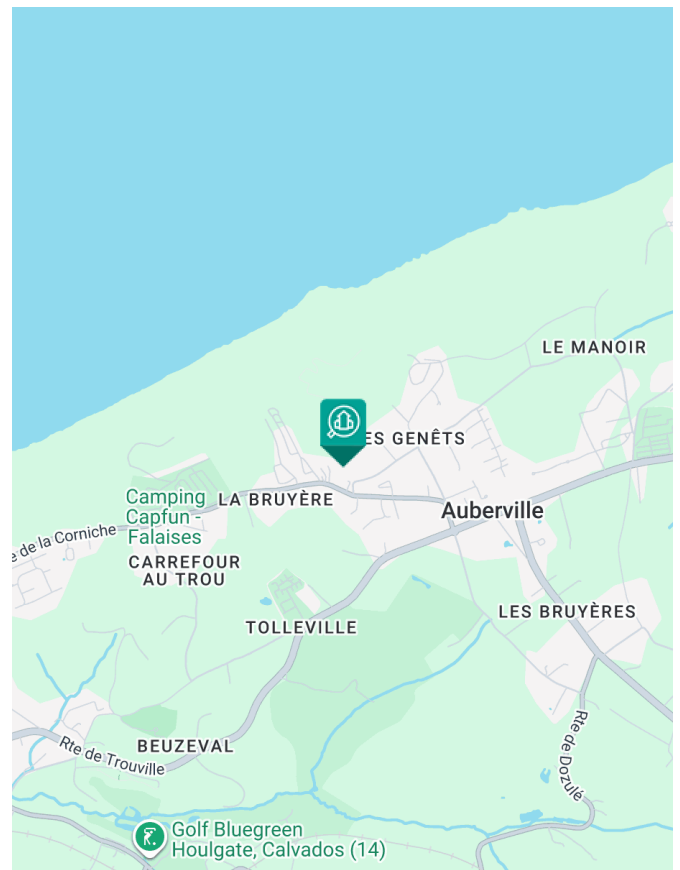 LE MANOIR
ES GENÊTS
Camping
Capfun -
Falaises
LA BRUYÈRE
Auberville
e de la Corniche
CARREFOUR
AU TROU
LES BRUYÈRES
TOLLEVILLE
Rte de Dozulé
BEUZEVAL
Rte de Trouville
Golf Bluegreen
Houlgate, Calvados (14)